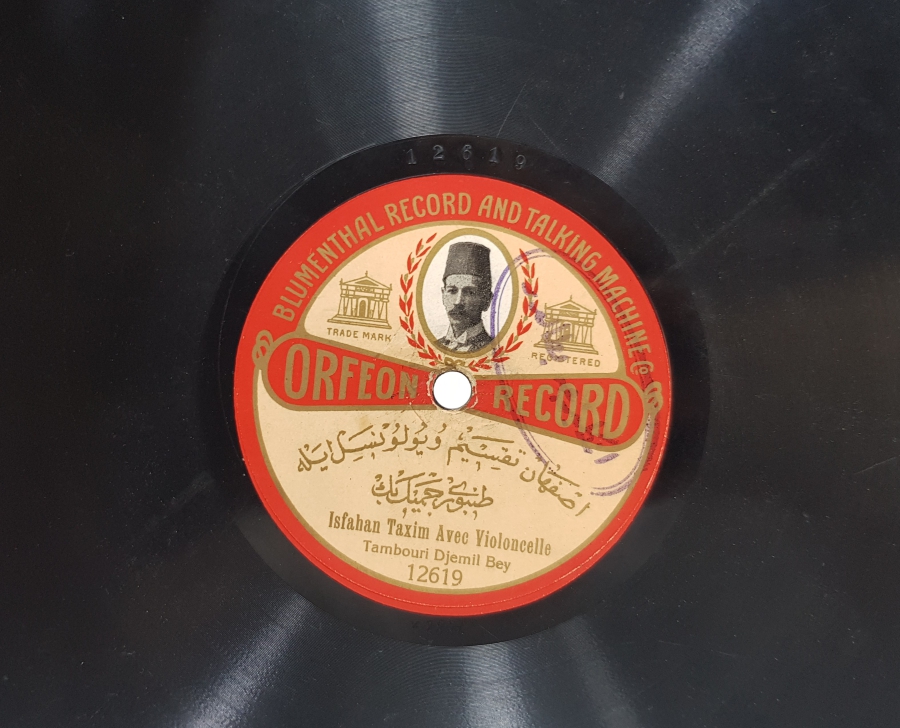 12619
BLUMENTHAL RECORD AND TALKING MACHINE Co
TRADE MARK
REGISTERED
ORFEON RECORD
اصفهان تقسیم ویولونسل ایله
طنبوری جمیل بك
Isfahan Taxim Avec Violoncelle
Tambouri Djemil Bey
12619